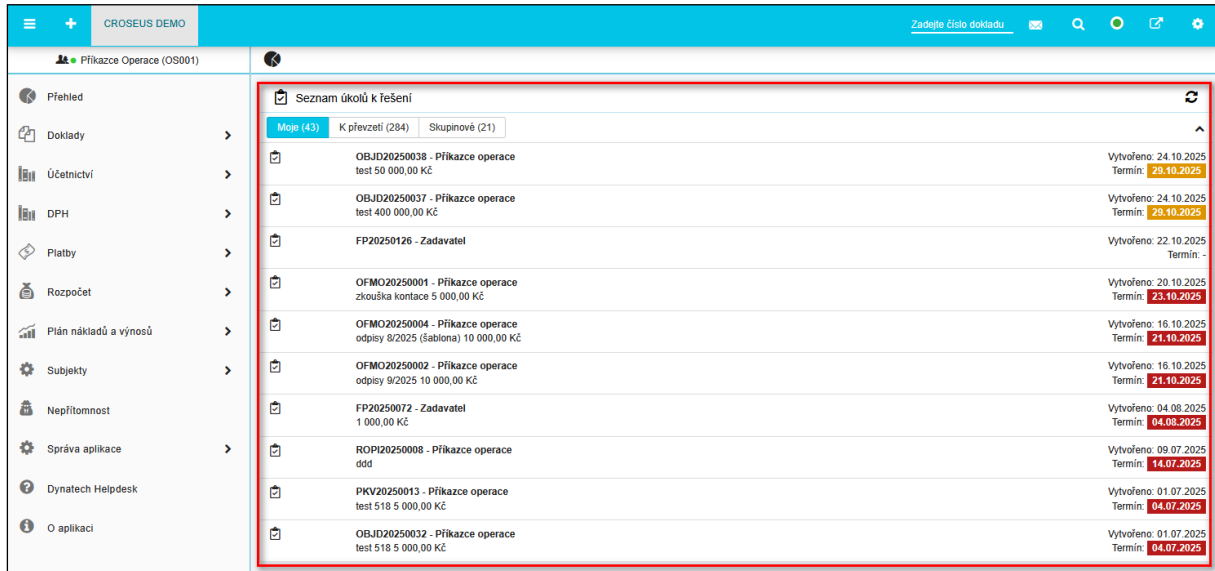 CROSEUS DEMO
Zadejte číslo dokladu
Příkazce Operace (OS001)
Přehled
Doklady
Účetnictví
DPH
Platby
Rozpočet
Plán nákladů a výnosů
Subjekty
Nepřítomnost
Správa aplikace
Dynatech Helpdesk
O aplikaci
Seznam úkolů k řešení
Moje (43) K převzetí (284) Skupinové (21)
OBJD20250038 - Příkazce operace
test 50 000,00 Kč
Vytvořeno: 24.10.2025
Termín: 29.10.2025
OBJD20250037 - Příkazce operace
test 400 000,00 Kč
Vytvořeno: 24.10.2025
Termín: 29.10.2025
FP20250126 - Zadavatel
Vytvořeno: 22.10.2025
Termín: -
OFMO20250001 - Příkazce operace
zkouška kontace 5 000,00 Kč
Vytvořeno: 20.10.2025
Termín: 23.10.2025
OFMO20250004 - Příkazce operace
odpisy 8/2025 (šablona) 10 000,00 Kč
Vytvořeno: 16.10.2025
Termín: 21.10.2025
OFMO20250002 - Příkazce operace
odpisy 9/2025 10 000,00 Kč
Vytvořeno: 16.10.2025
Termín: 21.10.2025
FP20250072 - Zadavatel
1 000,00 Kč
Vytvořeno: 04.08.2025
Termín: 04.08.2025
ROPI20250008 - Příkazce operace
ddd
Vytvořeno: 09.07.2025
Termín: 14.07.2025
PKV20250013 - Příkazce operace
test 518 5 000,00 Kč
Vytvořeno: 01.07.2025
Termín: 04.07.2025
OBJD20250032 - Příkazce operace
test 518 5 000,00 Kč
Vytvořeno: 01.07.2025
Termín: 04.07.2025